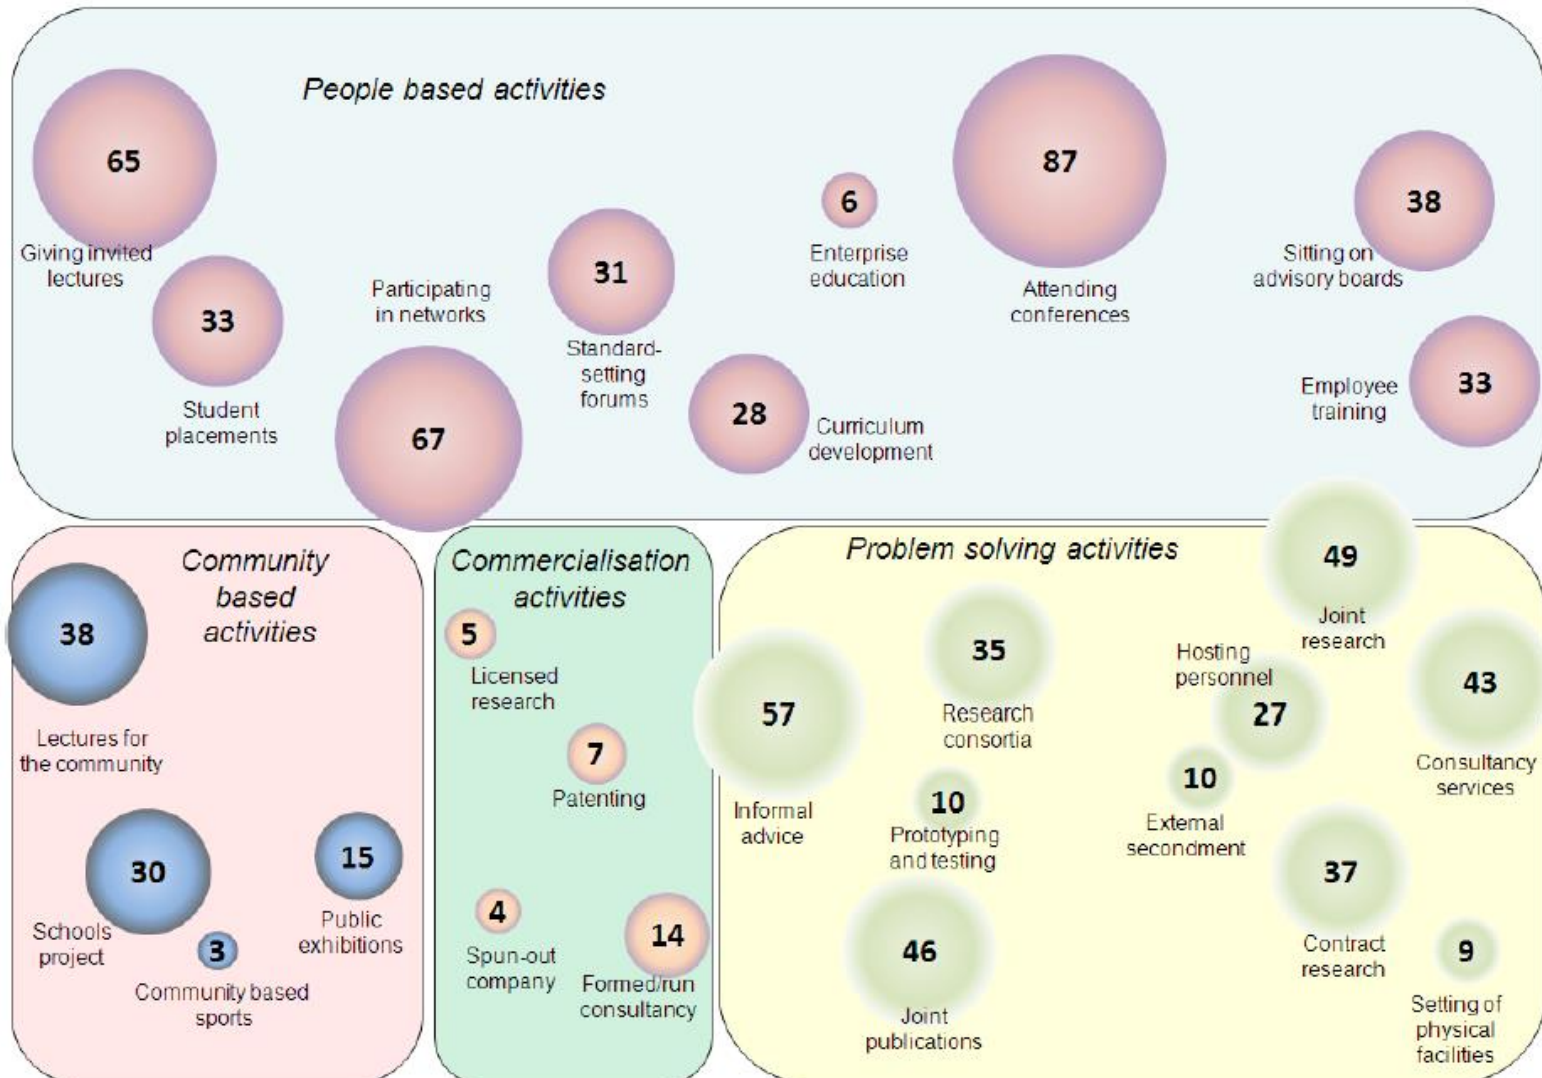 People based activities
65
Giving invited
lectures
33
Student
placements
Participating
in networks
67
31
Standard-
setting
forums
28
Curriculum
development
6
Enterprise
education
87
Attending
conferences
38
Sitting on
advisory boards
33
Employee
training
Community
based
activities
38
Lectures for
the community
30
Schools
project
3
Community based
sports
15
Public
exhibitions
Commercialisation
activities
5
Licensed
research
7
Patenting
4
Spun-out
company
14
Formed/run
consultancy
Problem solving activities
57
Informal
advice
35
Research
consortia
10
Prototyping
and testing
46
Joint
publications
49
Joint
research
Hosting
personnel
27
10
External
secondment
43
Consultancy
services
37
Contract
research
9
Setting of
physical
facilities